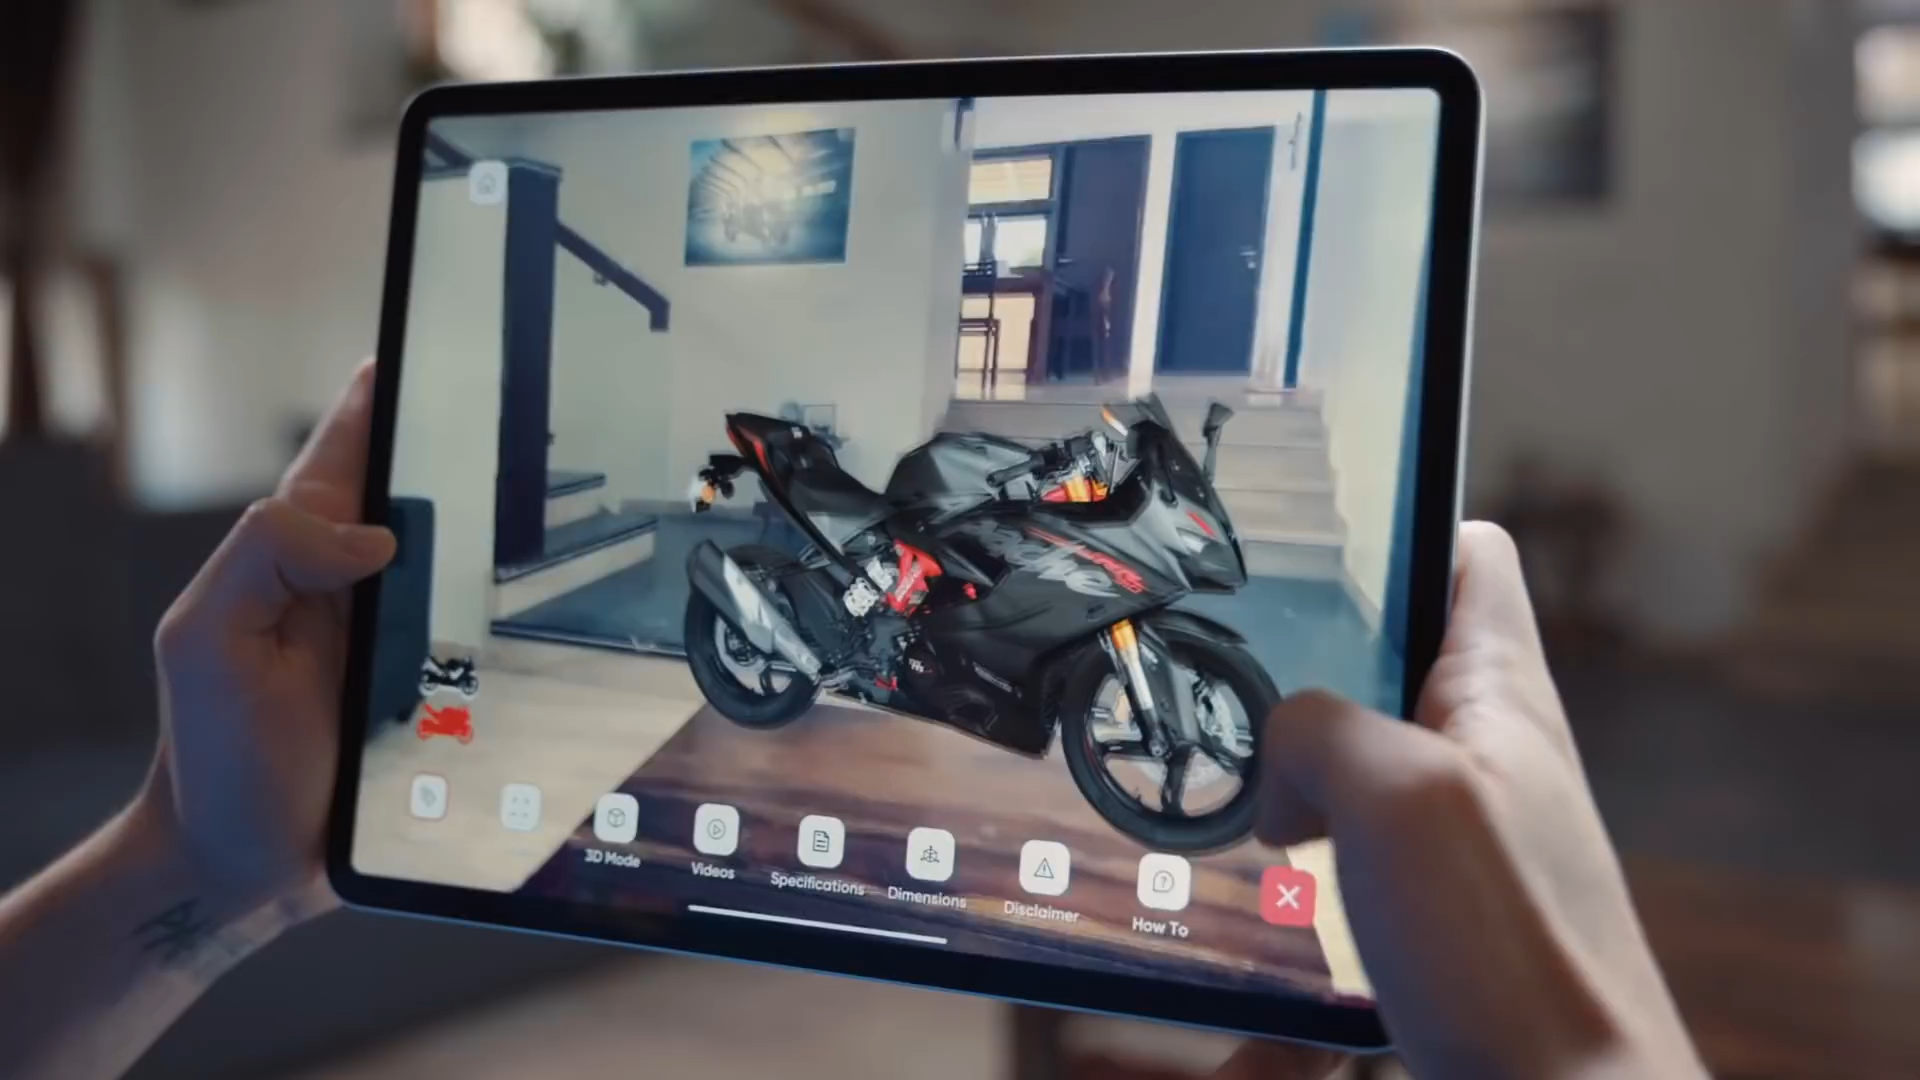 3D Mode
Videos
Specifications
Dimensions
Disclaimer
How To